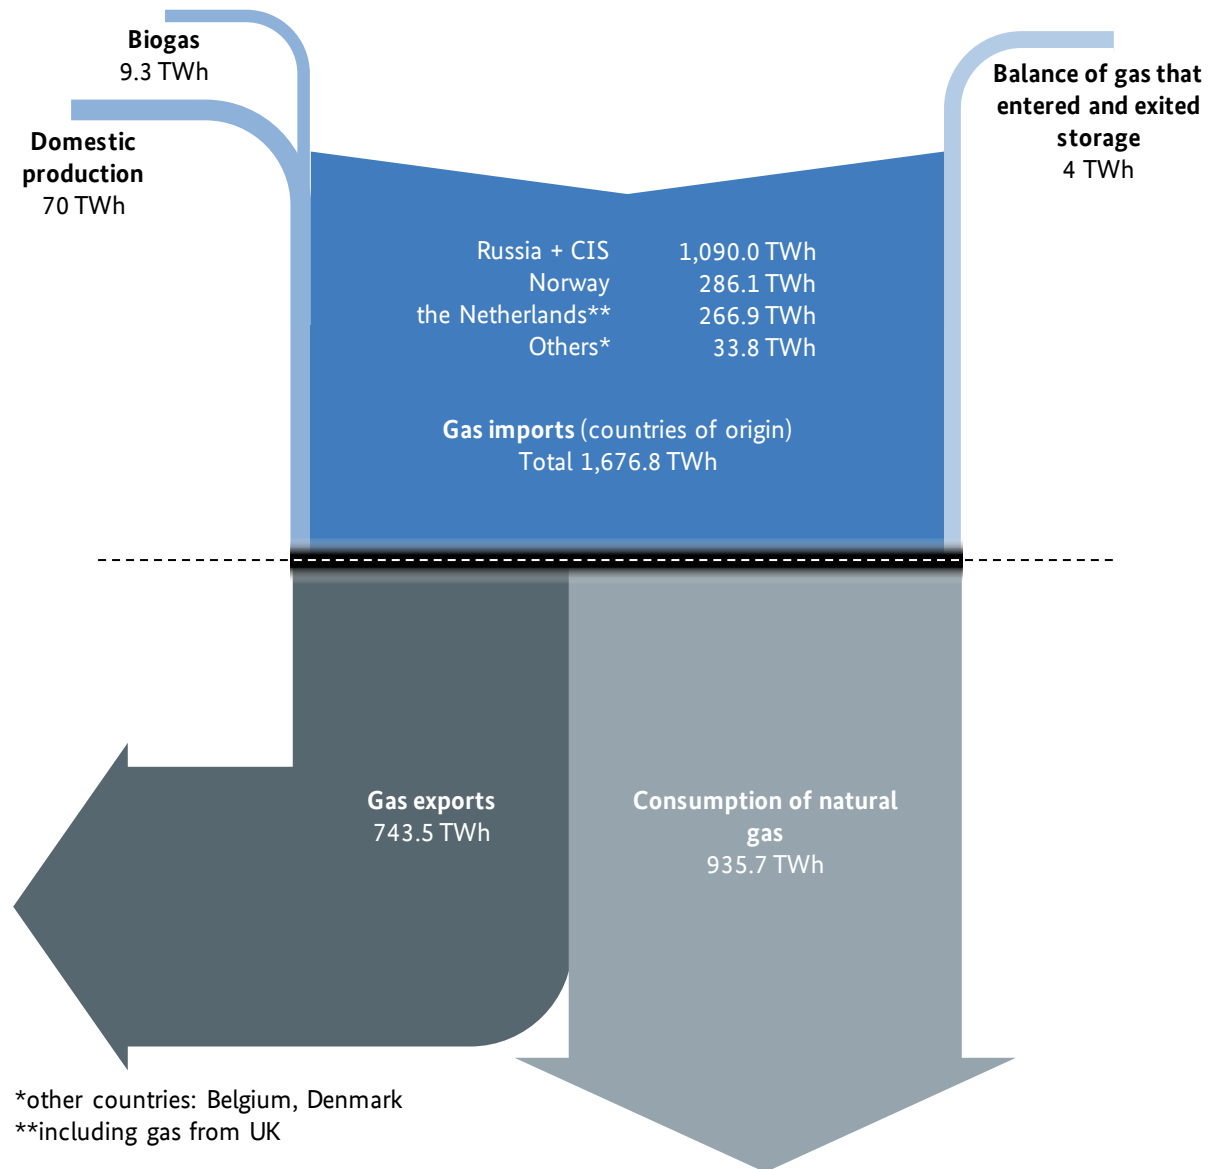 Biogas
9.3 TWh
Domestic
production
70 TWh
Balance of gas that
entered and exited
storage
4 TWh
Russia + CIS 1,090.0 TWh
Norway 286.1 TWh
the Netherlands** 266.9 TWh
Others* 33.8 TWh
Gas imports (countries of origin)
Total 1,676.8 TWh
Gas exports
743.5 TWh
Consumption of natural
gas
935.7 TWh
*other countries: Belgium, Denmark
**including gas from UK